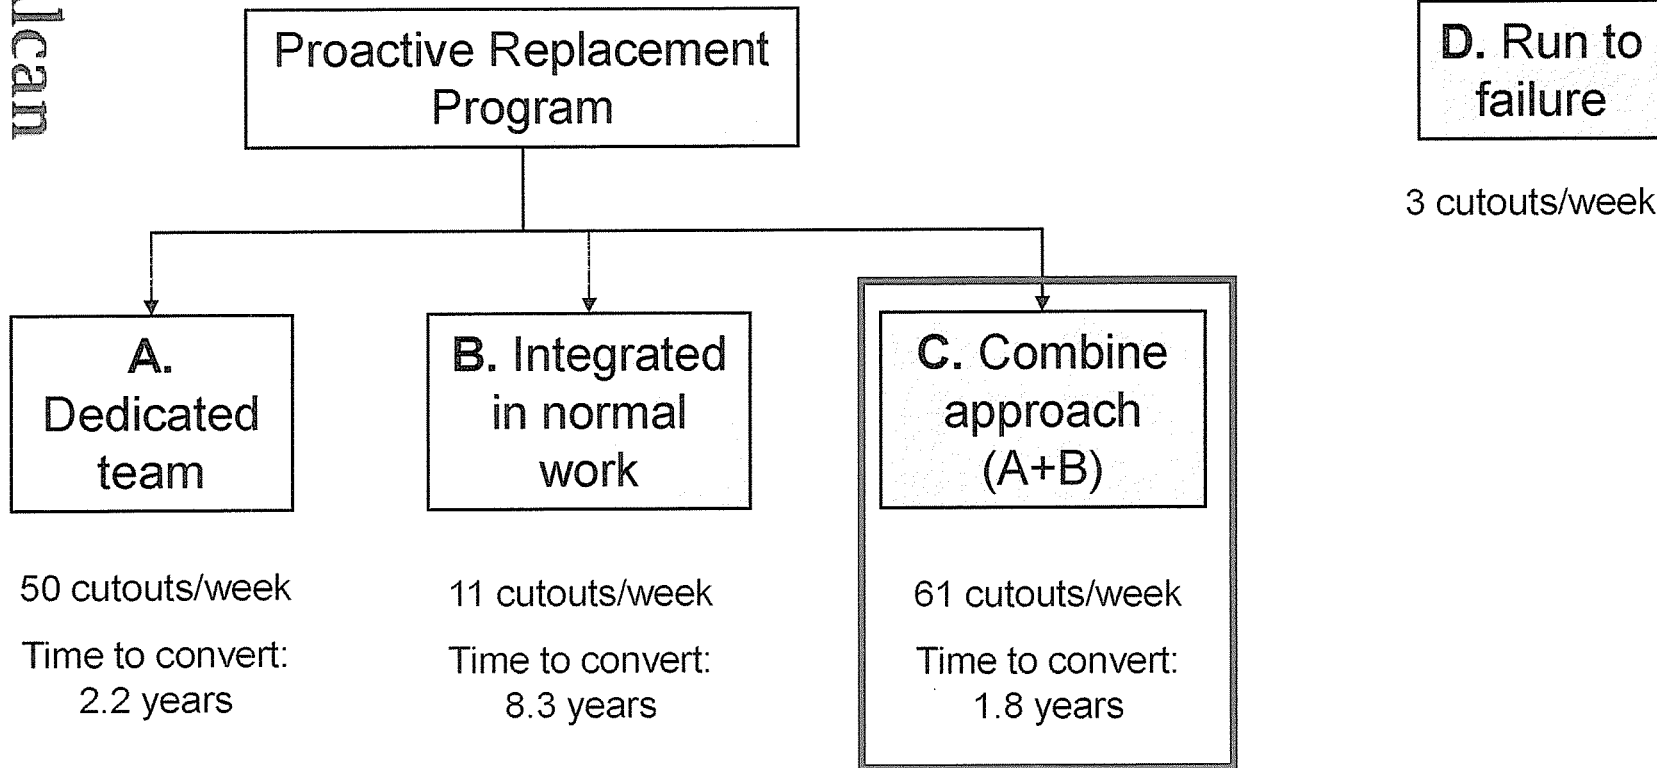 Proactive Replacement
Program
D. Run to
failure
3 cutouts/week
A.
Dedicated
team
B. Integrated
in normal
work
C. Combine
approach
(A+B)
50 cutouts/week
11 cutouts/week
61 cutouts/week
Time to convert:
2.2 years
Time to convert:
8.3 years
Time to convert:
1.8 years